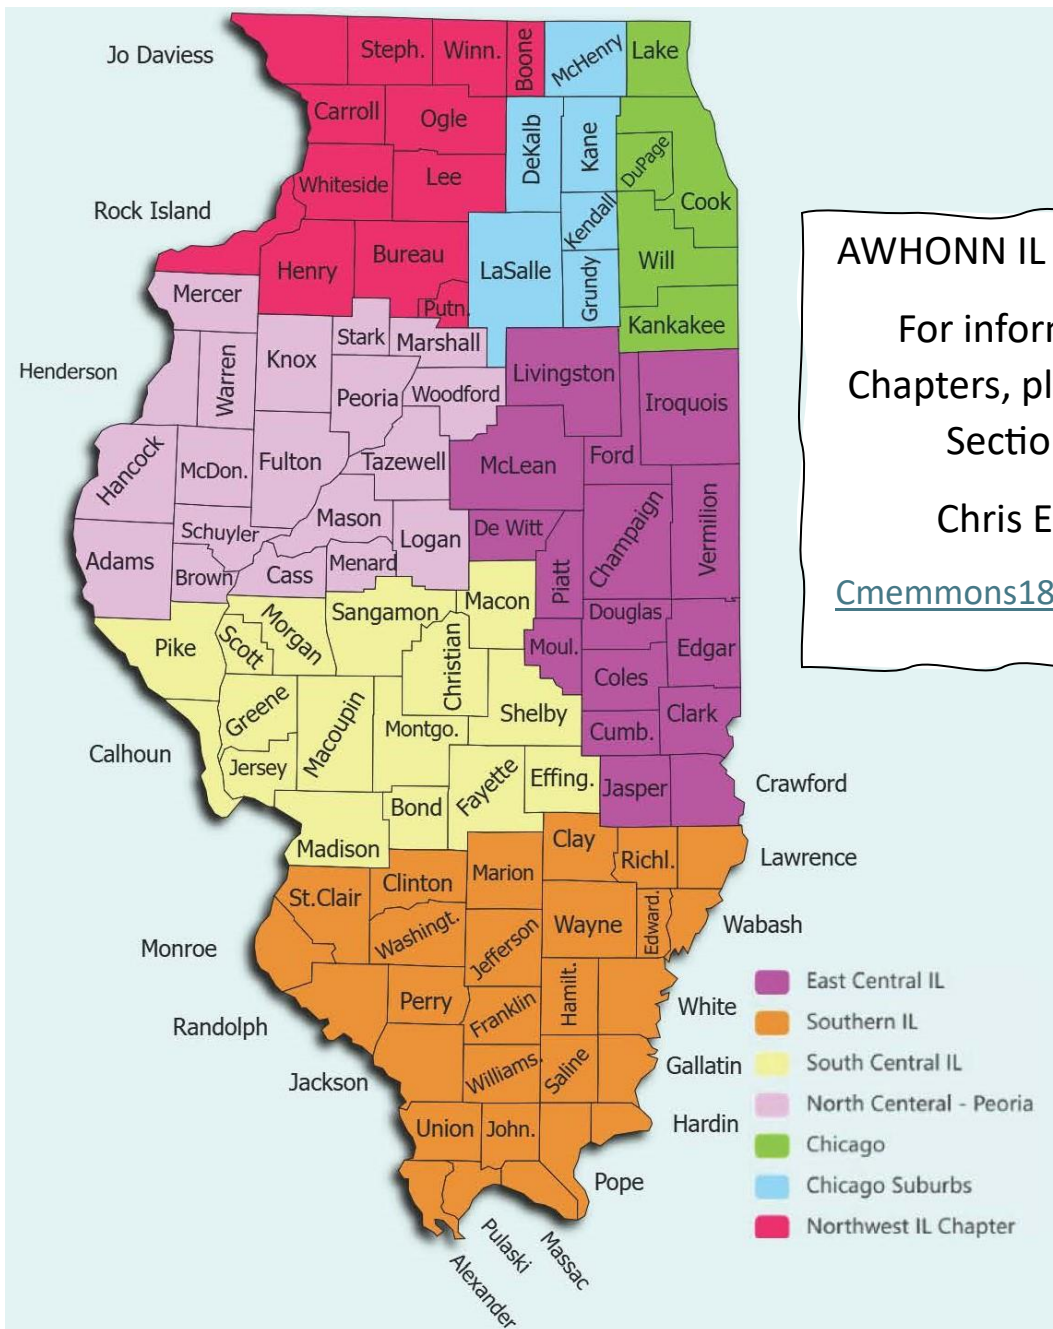 Jo Daviess
Steph.
Winn.
Boone
McHenry
Lake
Carroll
Ogle
DeKalb
Kane
DuPage
Cook
Whiteside
Lee
Rock Island
Kendall
Henry
Bureau
LaSalle
Grundy
Will
Putn.
Kankakee
Mercer
Stark
Marshall
Henderson
Warren
Knox
Peoria
Woodford
Livingston
Iroquois
Hancock
McDon.
Fulton
Tazewell
McLean
Ford
Schuyler
Mason
Logan
De Witt
Champaign
Vermilion
Adams
Brown
Cass
Menard
Piatt
Pike
Scott
Morgan
Sangamon
Macon
Christian
Douglas
Moul.
Edgar
Coles
Greene
Macoupin
Montgo.
Shelby
Cumb.
Clark
Calhoun
Jersey
Fayette
Effing.
Jasper
Crawford
Bond
Madison
Clay
Richl.
Lawrence
St.Clair
Clinton
Marion
Wayne
Edward.
Wabash
Monroe
Washingt.
Jefferson
Randolph
Perry
Franklin
Hamilt.
White
Jackson
Williams.
Saline
Gallatin
Union
John.
Hardin
Pope
Pulaski
Massac
Alexander
AWHONN IL
For inforr
Chapters, pl
Sectio
Chris E
Cmemmons18
East Central IL
Southern IL
South Central IL
North Centeral - Peoria
Chicago
Chicago Suburbs
Northwest IL Chapter